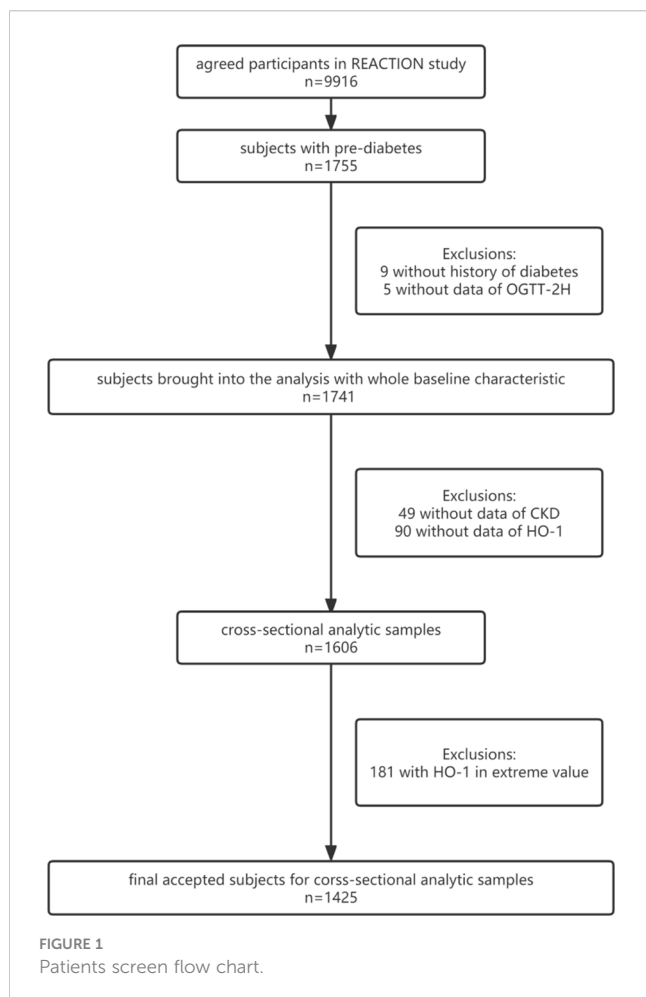 agreed participants in REACTION study
n=9916
subjects with pre-diabetes
n=1755
Exclusions:
9 without history of diabetes
5 without data of OGTT-2H
subjects brought into the analysis with whole baseline characteristic
n=1741
Exclusions:
49 without data of CKD
90 without data of HO-1
cross-sectional analytic samples
n=1606
Exclusions:
181 with HO-1 in extreme value
final accepted subjects for corss-sectional analytic samples
n=1425
FIGURE 1
Patients screen flow chart.